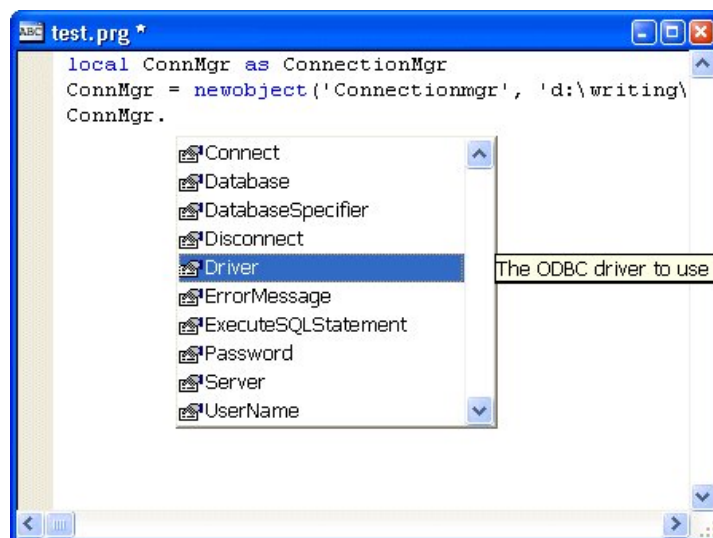 test.prg *
local ConnMgr as ConnectionMgr
ConnMgr = newobject('Connectionmgr', 'd:\writing\
ConnMgr.
Connect
Database
DatabaseSpecifier
Disconnect
Driver
The ODBC driver to use
ErrorMessage
ExecuteSQLStatement
Password
Server
UserName